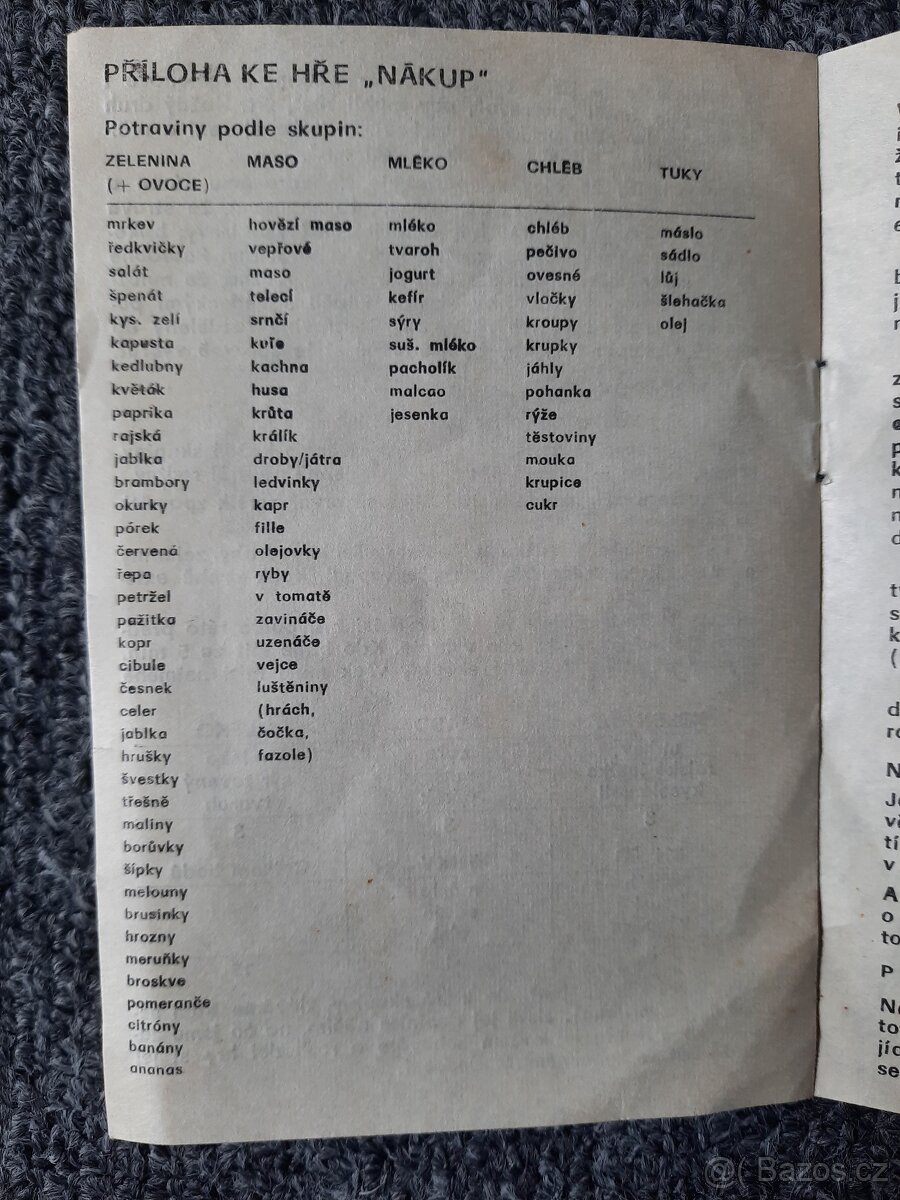 PŘÍLOHA KE HŘE „NÁKUP"
Potraviny podle skupin:
ZELENINA
(+ OVOCE)
mrkev
ředkvičky
salát
špenát
kys. zelí
kapusta
kedlubny
květák
paprika
rajská
jablka
brambory
okurky
pórek
červená
řepa
petržel
pažitka
kopr
cibule
česnek
celer
jablka
hrušky
švestky
třešně
maliny
borůvky
šípky
melouny
brusinky
hrozny
meruňky
broskve
pomeranče
citróny
banány
ananas
MASO
hovězí maso
vepřové
maso
telecí
srnčí
kuře
kachna
husa
krůta
králík
droby/játra
ledvinky
kapr
fille
olejovky
ryby
v tomatě
zavináče
uzenáče
vejce
luštěniny
(hrách,
čočka,
fazole)
MLÉKO
mléko
tvaroh
jogurt
kefír
sýry
suš. mléko
pacholík
malcao
jesenka
CHLÉB
chléb
pečivo
ovesné
vločky
kroupy
krupky
jáhly
pohanka
rýže
těstoviny
mouka
krupice
cukr
TUKY
máslo
sádlo
lůj
šlehačka
olej
@ Bazos.cz